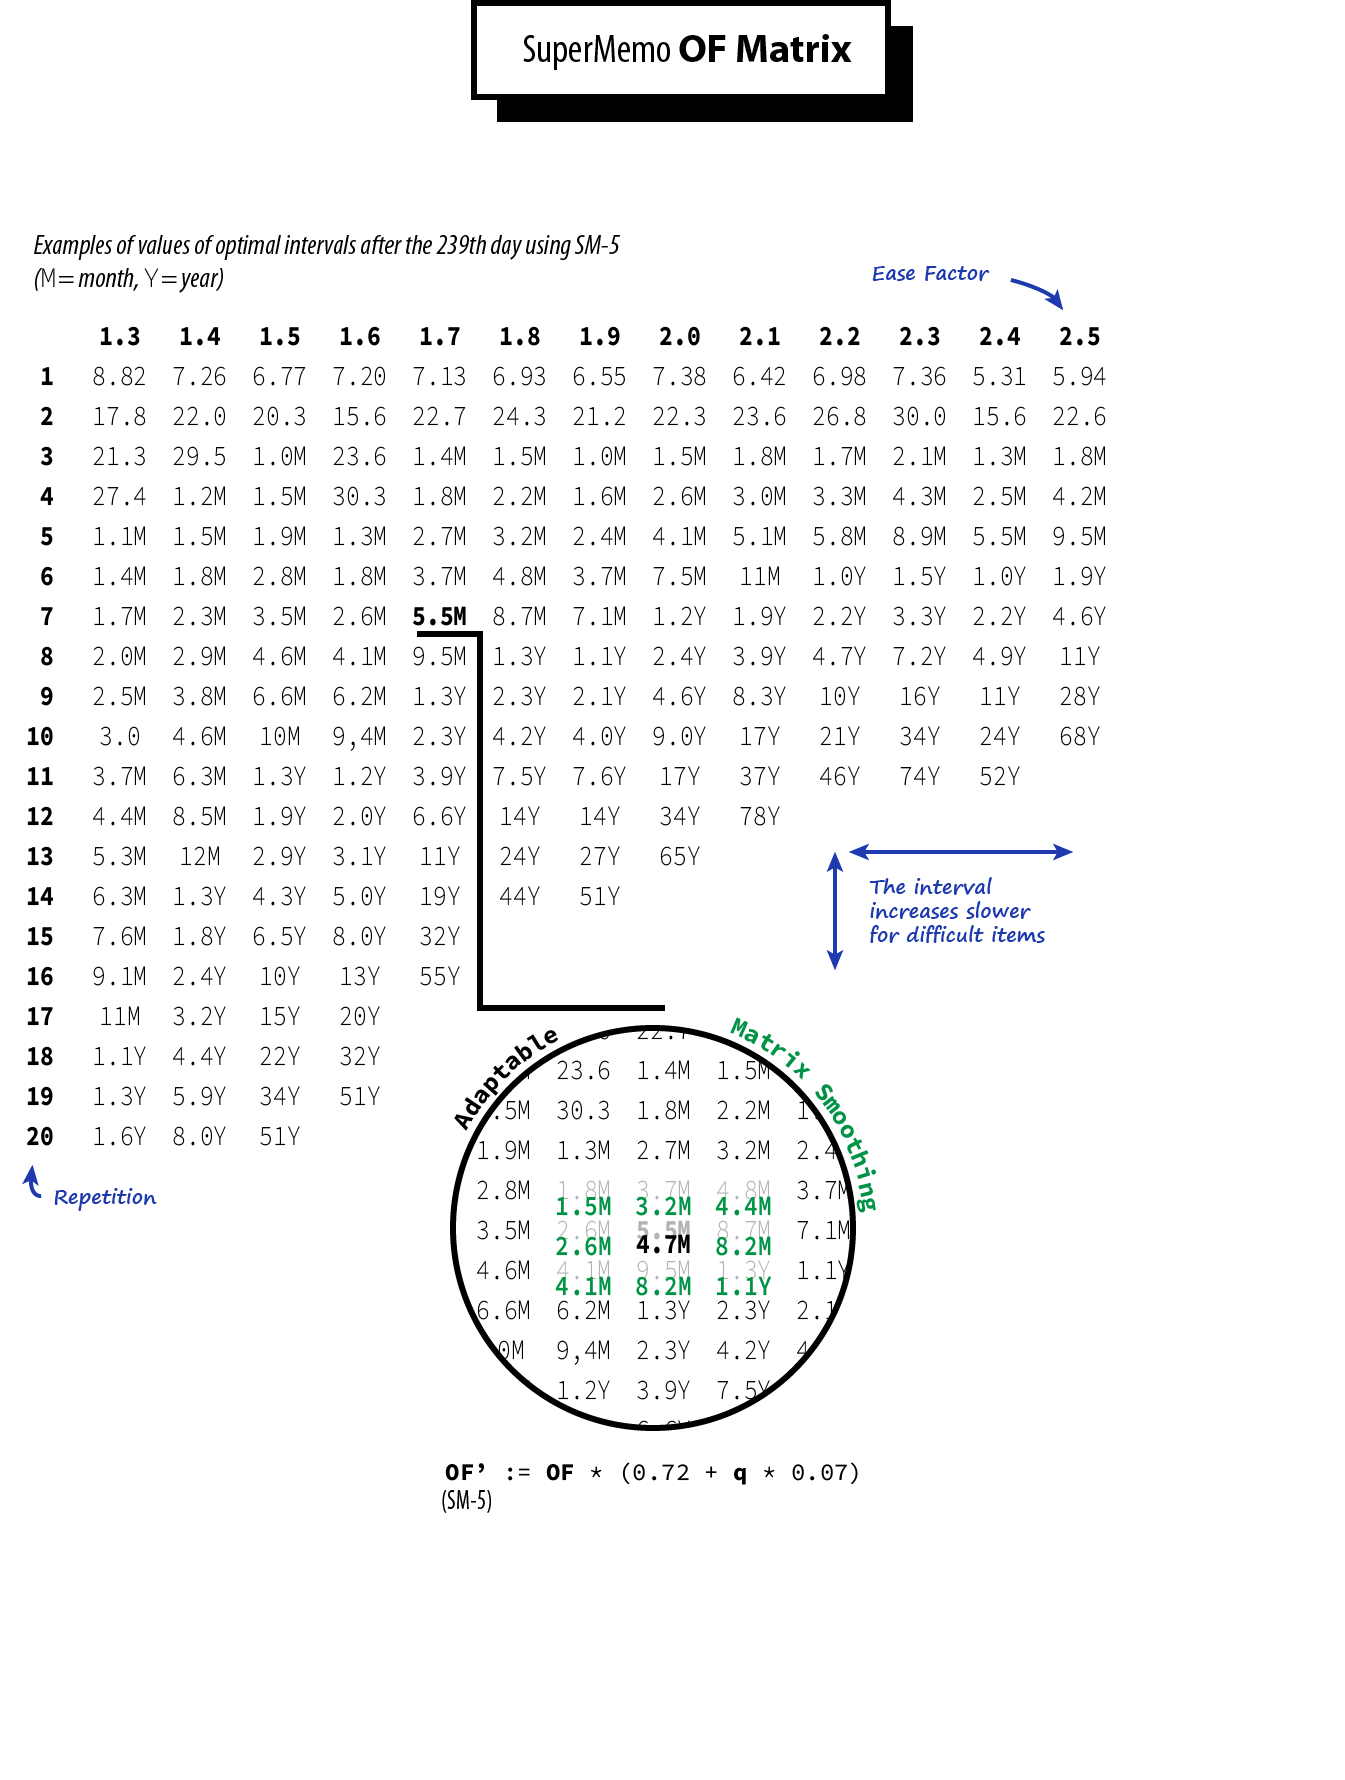 SuperMemo OF Matrix
Examples of values of optimal intervals after the 239th day using SM-5
(M=month, Y=year)
Ease Factor
1.3 1.4 1.5 1.6 1.7 1.8 1.9 2.0 2.1 2.2 2.3 2.4 2.5
1 8.82 7.26 6.77 7.20 7.13 6.93 6.55 7.38 6.42 6.98 7.36 5.31 5.94
2 17.8 22.0 20.3 15.6 22.7 24.3 21.2 22.3 23.6 26.8 30.0 15.6 22.6
3 21.3 29.5 1.0M 23.6 1.4M 1.5M 1.0M 1.5M 1.8M 1.7M 2.1M 1.3M 1.8M
4 27.4 1.2M 1.5M 30.3 1.8M 2.2M 1.6M 2.6M 3.0M 3.3M 4.3M 2.5M 4.2M
5 1.1M 1.5M 1.9M 1.3M 2.7M 3.2M 2.4M 4.1M 5.1M 5.8M 8.9M 5.5M 9.5M
6 1.4M 1.8M 2.8M 1.8M 3.7M 4.8M 3.7M 7.5M 11M 1.0Y 1.5Y 1.0Y 1.9Y
7 1.7M 2.3M 3.5M 2.6M 5.5M 8.7M 7.1M 1.2Y 1.9Y 2.2Y 3.3Y 2.2Y 4.6Y
8 2.0M 2.9M 4.6M 4.1M 9.5M 1.3Y 1.1Y 2.4Y 3.9Y 4.7Y 7.2Y 4.9Y 11Y
9 2.5M 3.8M 6.6M 6.2M 1.3Y 2.3Y 2.1Y 4.6Y 8.3Y 10Y 16Y 11Y 28Y
10 3.0 4.6M 10M 9,4M 2.3Y 4.2Y 4.0Y 9.0Y 17Y 21Y 34Y 24Y 68Y
11 3.7M 6.3M 1.3Y 1.2Y 3.9Y 7.5Y 7.6Y 17Y 37Y 46Y 74Y 52Y
12 4.4M 8.5M 1.9Y 2.0Y 6.6Y 14Y 14Y 34Y 78Y
13 5.3M 12M 2.9Y 3.1Y 11Y 24Y 27Y 65Y
14 6.3M 1.3Y 4.3Y 5.0Y 19Y 44Y 51Y
15 7.6M 1.8Y 6.5Y 8.0Y 32Y
16 9.1M 2.4Y 10Y 13Y 55Y
17 11M 3.2Y 15Y 20Y
18 1.1Y 4.4Y 22Y 32Y
19 1.3Y 5.9Y 34Y 51Y
20 1.6Y 8.0Y 51Y
Repetition
The interval
increases slower
for difficult items
Adaptable
Matrix Smoothing
23.6 1.4M 1.5M
.5M 30.3 1.8M 2.2M
1.9M 1.3M 2.7M 3.2M 2.4
2.8M 1.8M 3.7M 4.8M 3.7M
1.5M 3.2M 4.4M
3.5M 2.6M 5.5M 8.7M 7.1M
2.6M 4.7M 8.2M
4.6M 4.1M 9.5M 1.3Y 1.1Y
4.1M 8.2M 1.1Y
6.6M 6.2M 1.3Y 2.3Y 2.1
0M 9,4M 2.3Y 4.2Y 4
1.2Y 3.9Y 7.5Y
OF’ := OF * (0.72 + q * 0.07)
(SM-5)